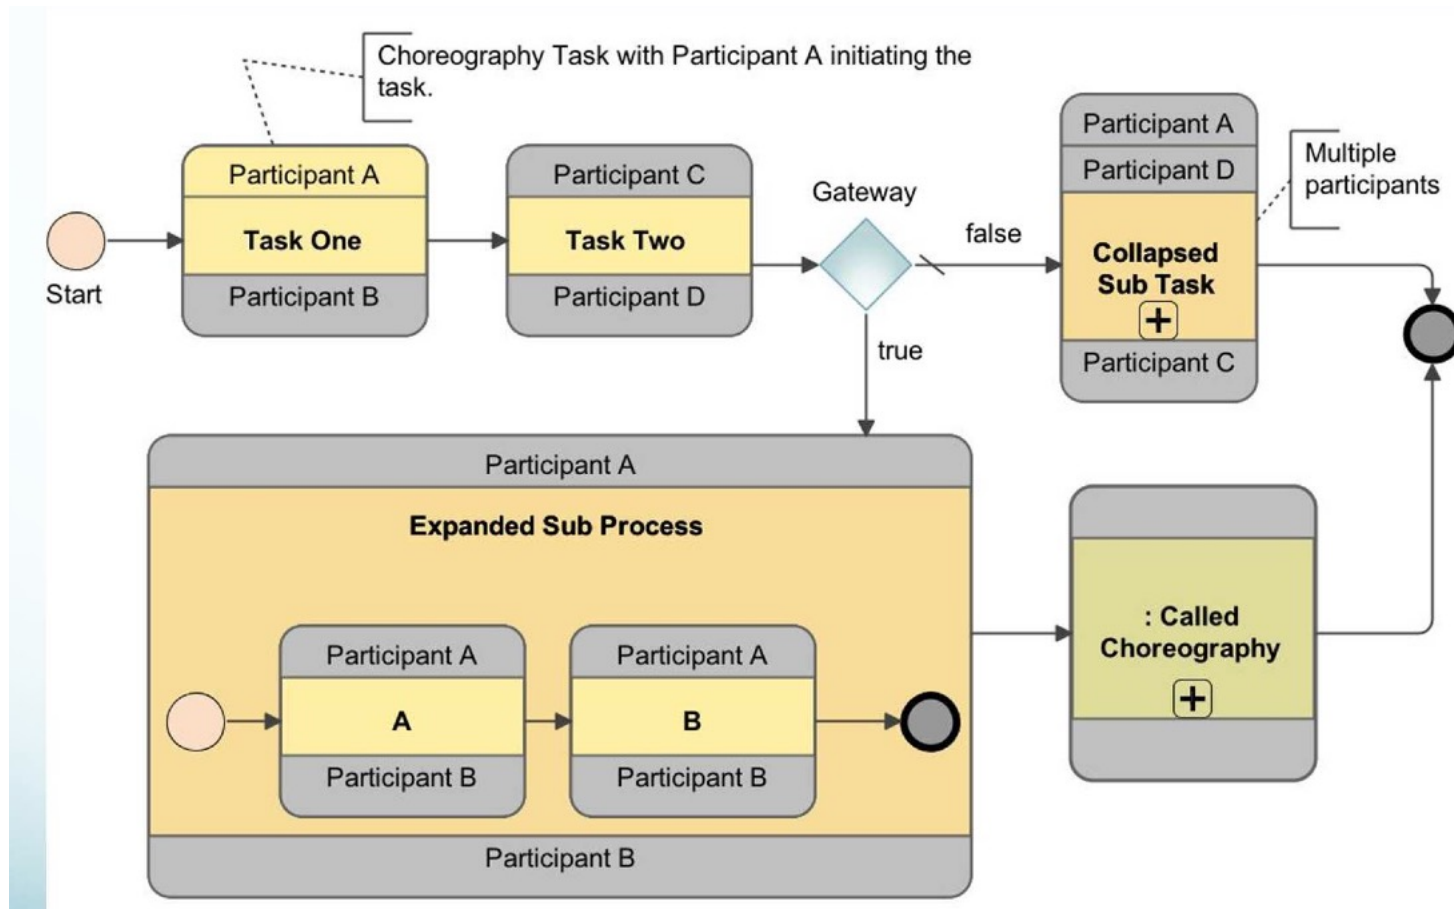 Choreography Task with Participant A initiating the
task.
Participant A
Task One
Participant B
Start
Participant C
Task Two
Participant D
Gateway
false
true
Participant A
Participant D
Collapsed
Sub Task
Participant C
Multiple
participants
Participant A
Expanded Sub Process
Participant A
A
Participant B
Participant A
B
Participant B
Participant B
: Called
Choreography